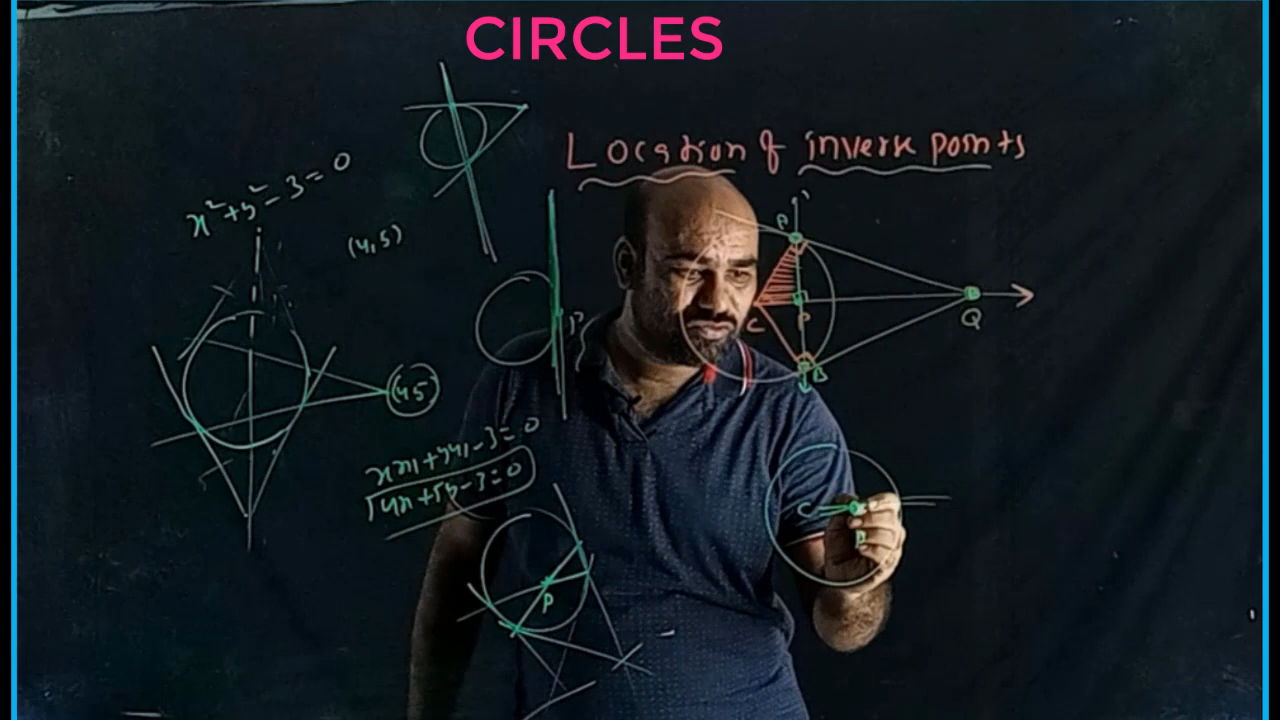 CIRCLES
Location of inverse points
x² + y² - 3 = 0
(4,5)
A
P
C
P
Q
B
(4,5)
xx₁ + yy₁ - 3 = 0
4x + 5y - 3 = 0
C
P
P